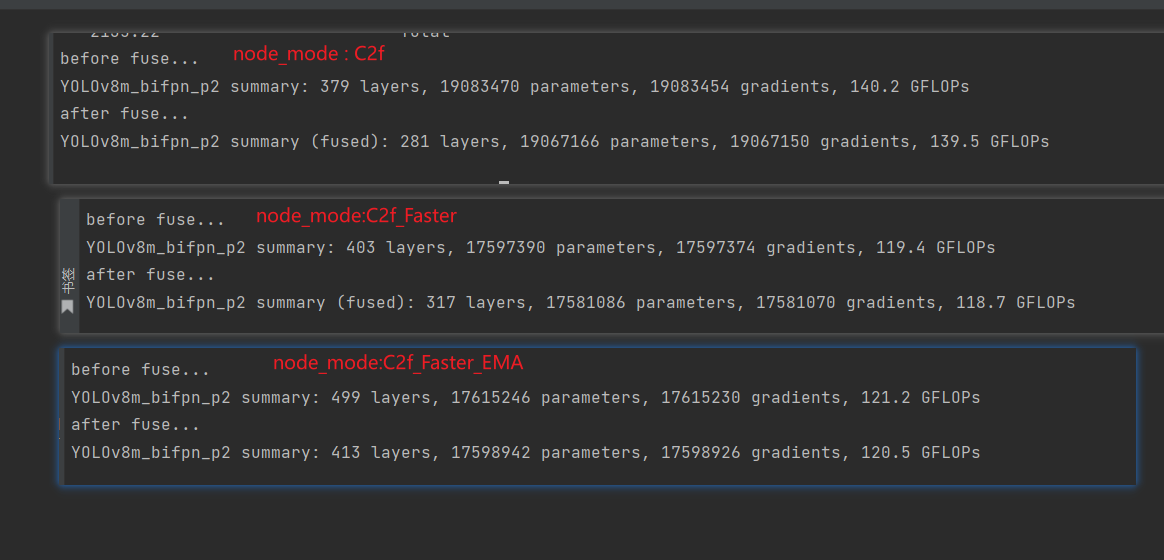 before fuse... node_mode : C2f
YOLOv8m_bifpn_p2 summary: 379 layers, 19083470 parameters, 19083454 gradients, 140.2 GFLOPs
after fuse...
YOLOv8m_bifpn_p2 summary (fused): 281 layers, 19067166 parameters, 19067150 gradients, 139.5 GFLOPs
before fuse... node_mode:C2f_Faster
YOLOv8m_bifpn_p2 summary: 403 layers, 17597390 parameters, 17597374 gradients, 119.4 GFLOPs
after fuse...
YOLOv8m_bifpn_p2 summary (fused): 317 layers, 17581086 parameters, 17581070 gradients, 118.7 GFLOPs
书签
before fuse... node_mode:C2f_Faster_EMA
YOLOv8m_bifpn_p2 summary: 499 layers, 17615246 parameters, 17615230 gradients, 121.2 GFLOPs
after fuse...
YOLOv8m_bifpn_p2 summary: 413 layers, 17598942 parameters, 17598926 gradients, 120.5 GFLOPs